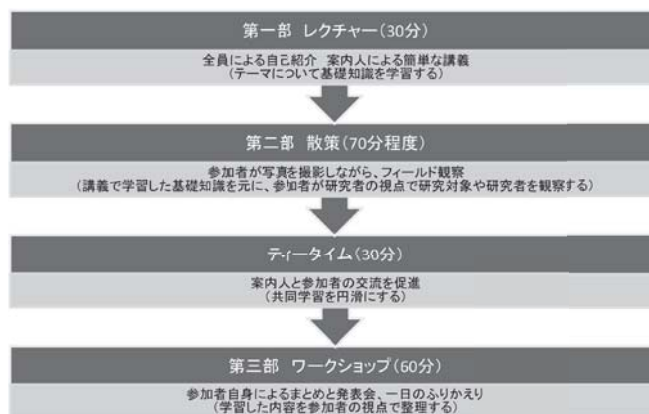 第一部 レクチャー(30分)
全員による自己紹介 案内人による簡単な講義
(テーマについて基礎知識を学習する)
第二部 散策(70分程度)
参加者が写真を撮影しながら、フィールド観察
(講義で学習した基礎知識を元に、参加者が研究者の視点で研究対象や研究者を観察する)
ティータイム(30分)
案内人と参加者の交流を促進
(共同学習を円滑にする)
第三部 ワークショップ(60分)
参加者自身によるまとめと発表会、一日のふりかえり
(学習した内容を参加者の視点で整理する)